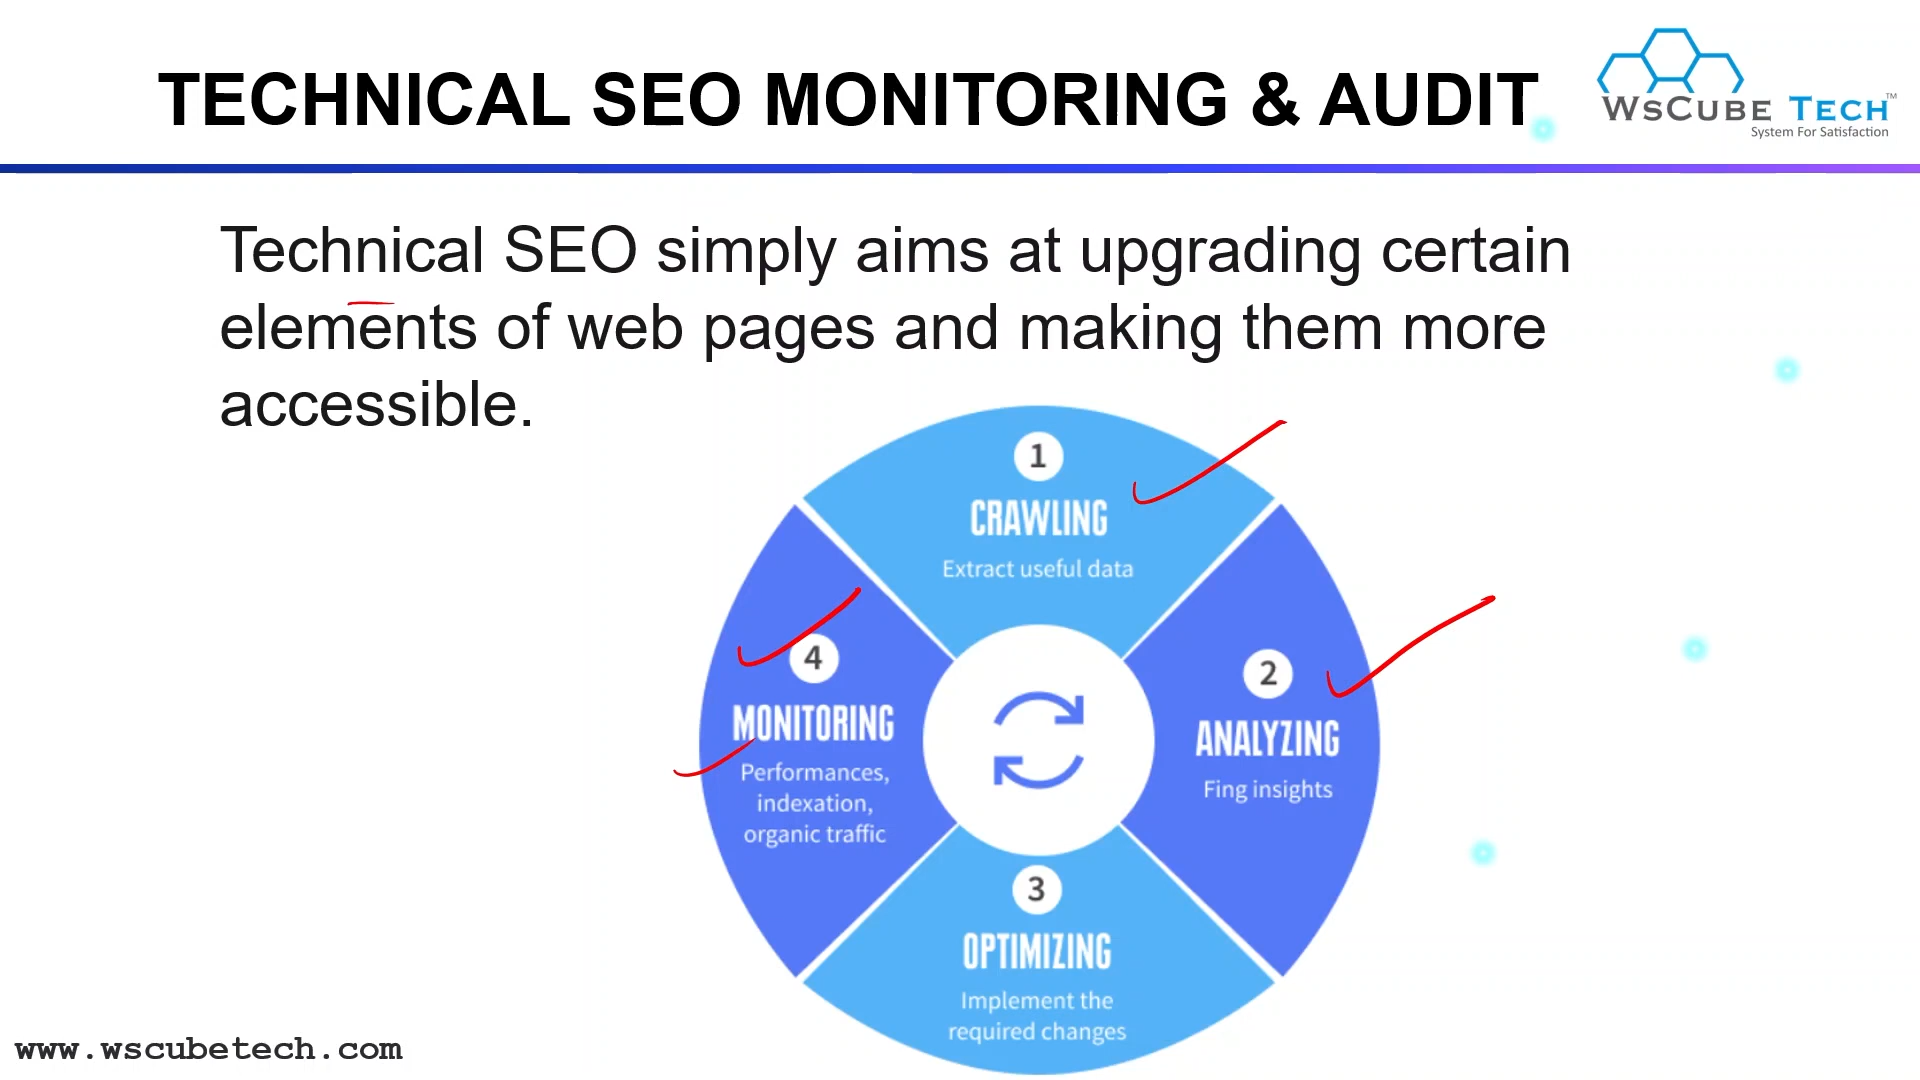 TECHNICAL SEO MONITORING & AUDIT
WSCUBE TECH™
System For Satisfaction
Technical SEO simply aims at upgrading certain
elements of web pages and making them more
accessible.
1
CRAWLING
Extract useful data
2
ANALYZING
Fing insights
3
OPTIMIZING
Implement the
required changes
4
MONITORING
Performances,
indexation,
organic traffic
www.wscubetech.com